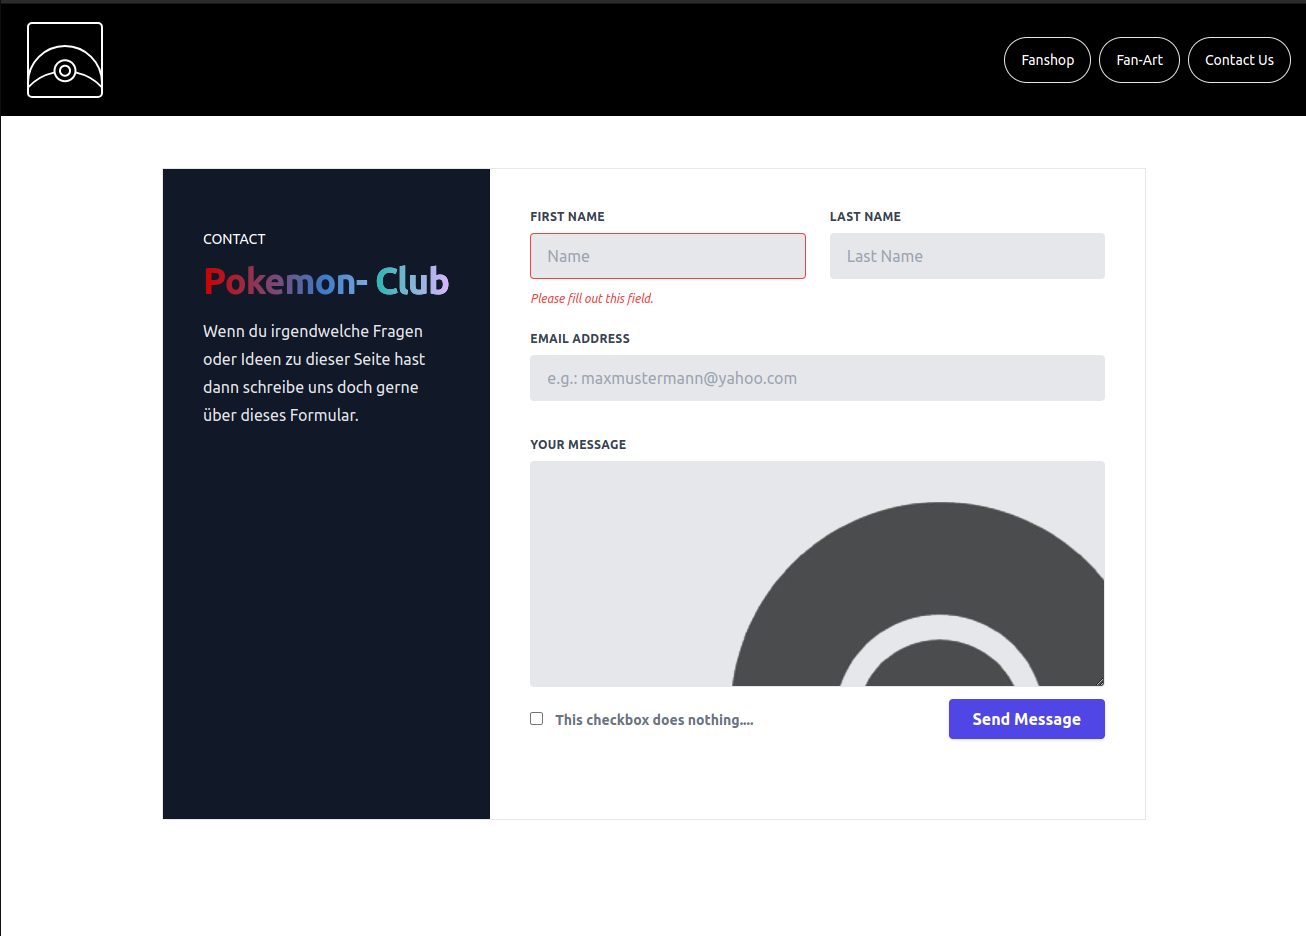 Fanshop
Fan-Art
Contact Us
CONTACT
Pokemon- Club
Wenn du irgendwelche Fragen
oder Ideen zu dieser Seite hast
dann schreibe uns doch gerne
über dieses Formular.
FIRST NAME
LAST NAME
Name
Last Name
Please fill out this field.
EMAIL ADDRESS
e.g.: maxmustermann@yahoo.com
YOUR MESSAGE
This checkbox does nothing....
Send Message